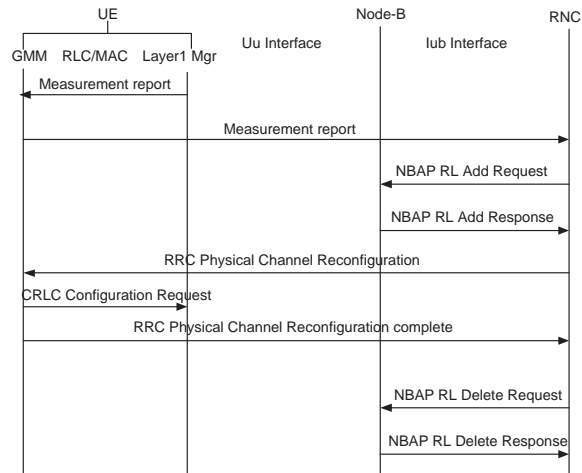 UE
Node-B
RNC
Uu Interface
Iub Interface
GMM RLC/MAC Layer1 Mgr
Measurement report
Measurement report
NBAP RL Add Request
NBAP RL Add Response
RRC Physical Channel Reconfiguration
CRLC Configuration Request
RRC Physical Channel Reconfiguration complete
NBAP RL Delete Request
NBAP RL Delete Response